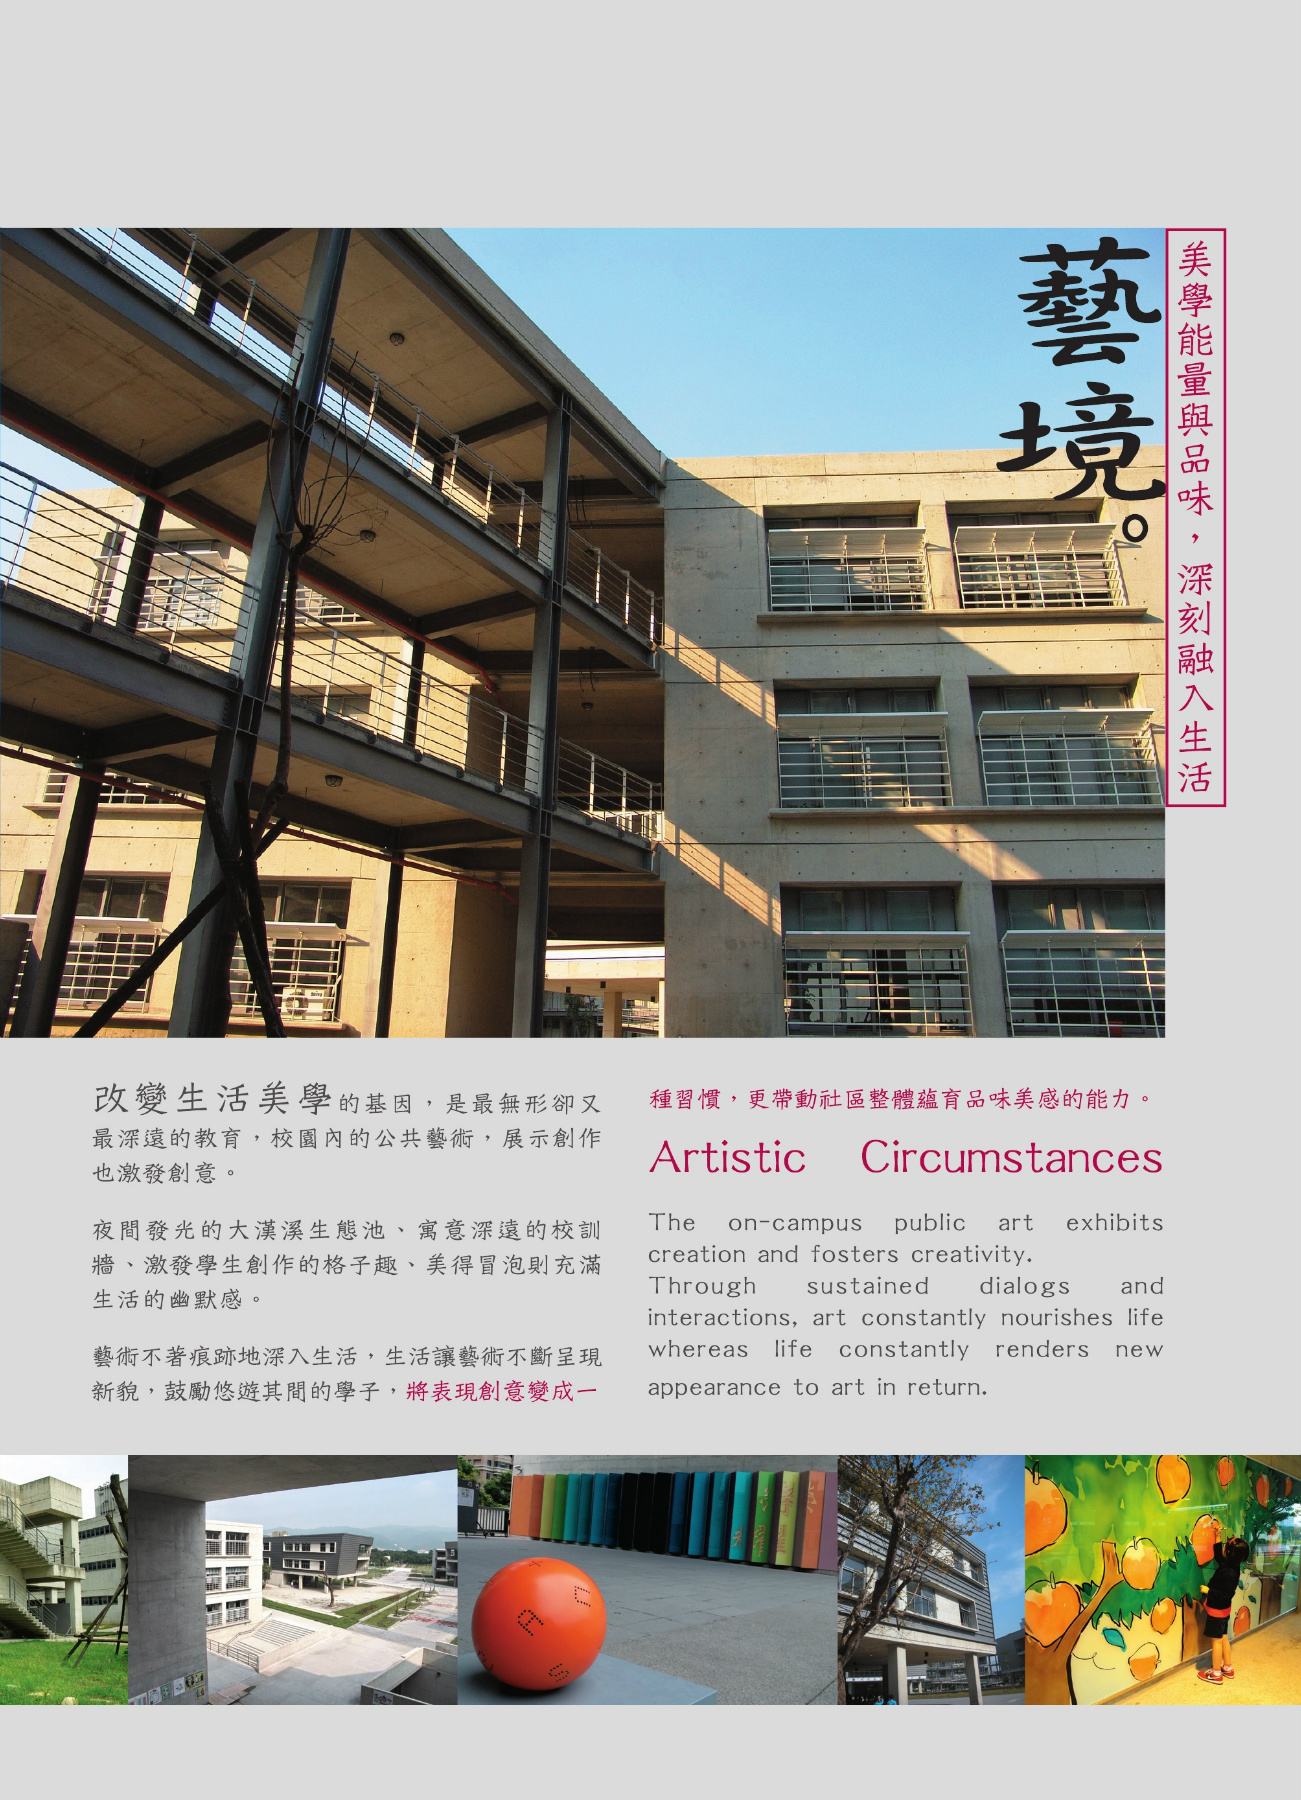 藝境。
美學能量與品味，深刻融入生活
改變生活美學的基因，是最無形卻又
最深遠的教育，校園內的公共藝術，展示創作
也激發創意。
夜間發光的大漢溪生態池、寓意深遠的校訓
牆、激發學生創作的格子趣、美得冒泡則充滿
生活的幽默感。
藝術不著痕跡地深入生活，生活讓藝術不斷呈現
新貌，鼓勵悠遊其間的學子，將表現創意變成一
種習慣，更帶動社區整體蘊育品味美感的能力。
Artistic Circumstances
The on-campus public art exhibits
creation and fosters creativity.
Through sustained dialogs and
interactions, art constantly nourishes life
whereas life constantly renders new
appearance to art in return.